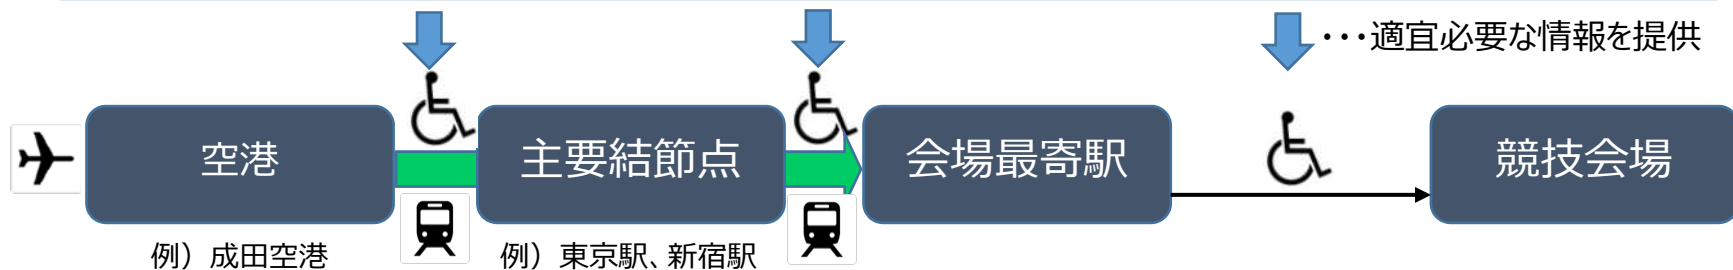 ・・・適宜必要な情報を提供
空港
主要結節点
会場最寄駅
競技会場
例）成田空港
例）東京駅、新宿駅